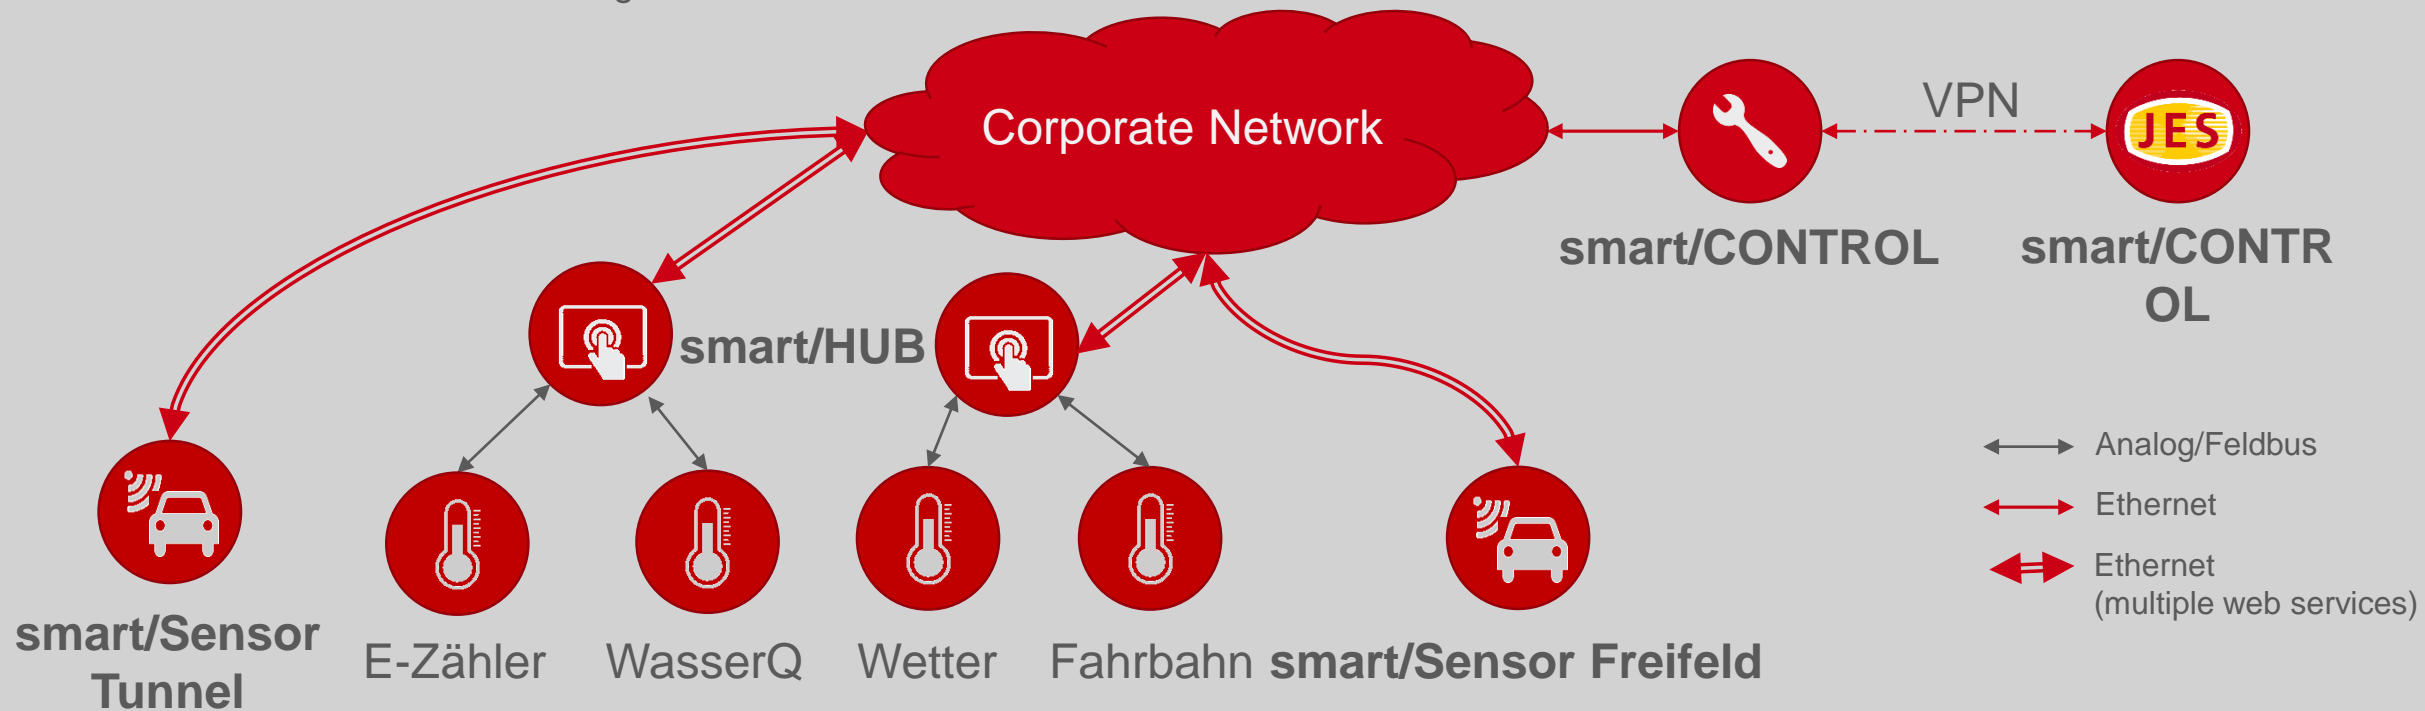 Corporate Network
VPN
JES
smart/CONTROL
smart/CONTR
OL
smart/HUB
Analog/Feldbus
Ethernet
Ethernet
(multiple web services)
smart/Sensor
Tunnel
E-Zähler
WasserQ
Wetter
Fahrbahn
smart/Sensor Freifeld